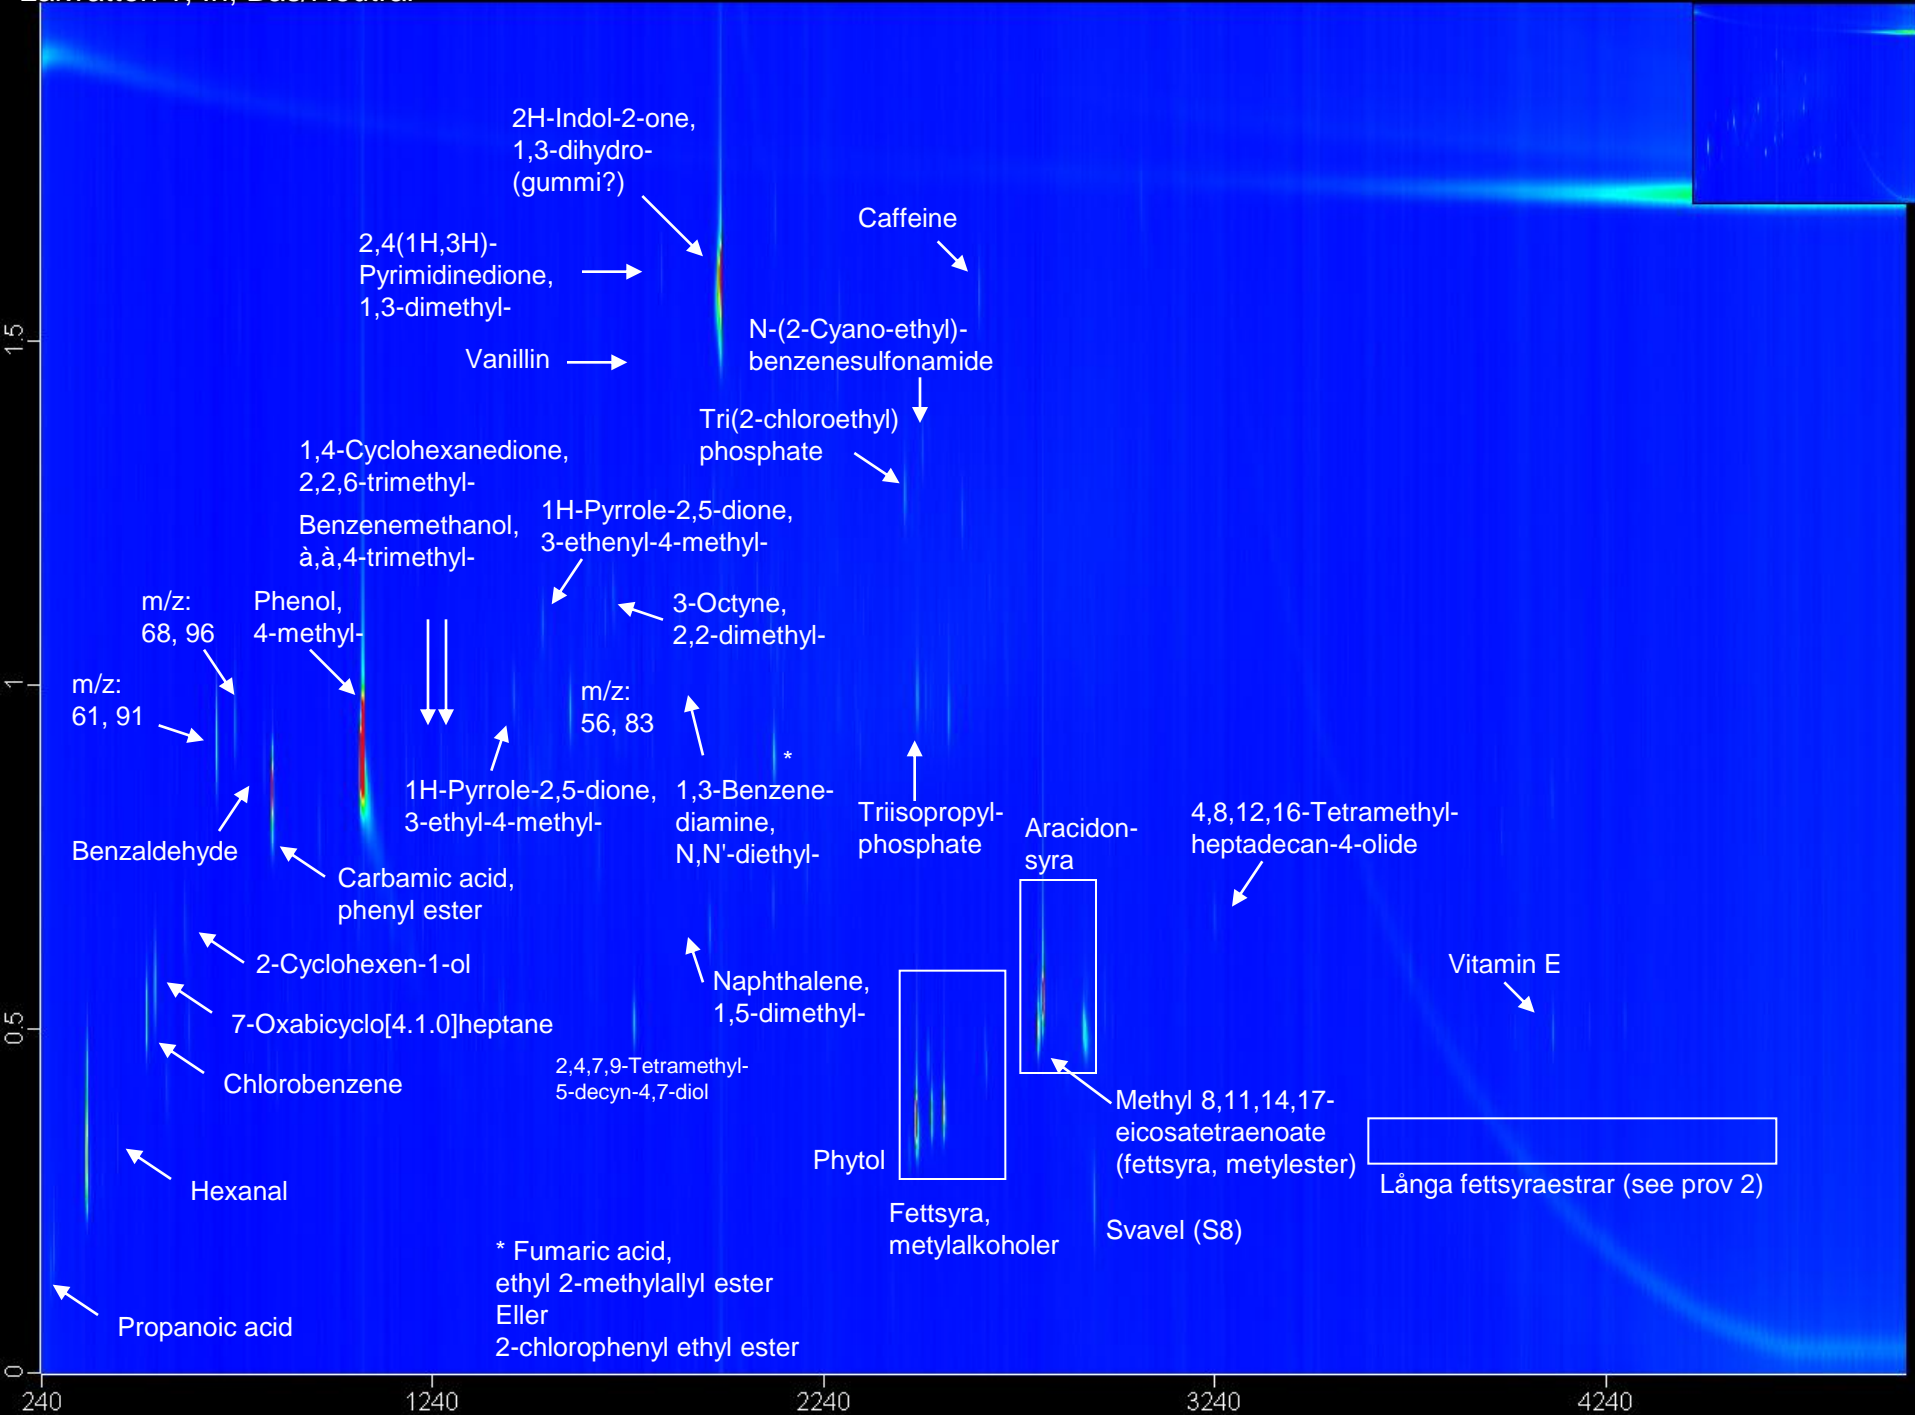 2H-Indol-2-one,
1,3-dihydro-
(gummi?)
Caffeine
2,4(1H,3H)-
Pyrimidinedione,
1,3-dimethyl-
N-(2-Cyano-ethyl)-
benzenesulfonamide
Vanillin
Tri(2-chloroethyl)
phosphate
1,4-Cyclohexanedione,
2,2,6-trimethyl-
1H-Pyrrole-2,5-dione,
3-ethenyl-4-methyl-
Benzenemethanol,
à,à,4-trimethyl-
m/z:
68, 96
Phenol,
4-methyl-
3-Octyne,
2,2-dimethyl-
m/z:
61, 91
m/z:
56, 83
*
1H-Pyrrole-2,5-dione,
3-ethyl-4-methyl-
1,3-Benzene-
diamine,
N,N'-diethyl-
Triisopropyl-
phosphate
Aracidon-
syra
4,8,12,16-Tetramethyl-
heptadecan-4-olide
Benzaldehyde
Carbamic acid,
phenyl ester
2-Cyclohexen-1-ol
Naphthalene,
1,5-dimethyl-
Vitamin E
7-Oxabicyclo[4.1.0]heptane
2,4,7,9-Tetramethyl-
5-decyn-4,7-diol
Chlorobenzene
Methyl 8,11,14,17-
eicosatetraenoate
(fettsyra, metylester)
Phytol
Långa fettsyraestrar (see prov 2)
Hexanal
Fettsyra,
metylalkoholer
Svavel (S8)
* Fumaric acid,
ethyl 2-methylallyl ester
Eller
2-chlorophenyl ethyl ester
Propanoic acid
1.5
1
0.5
0
240
1240
2240
3240
4240